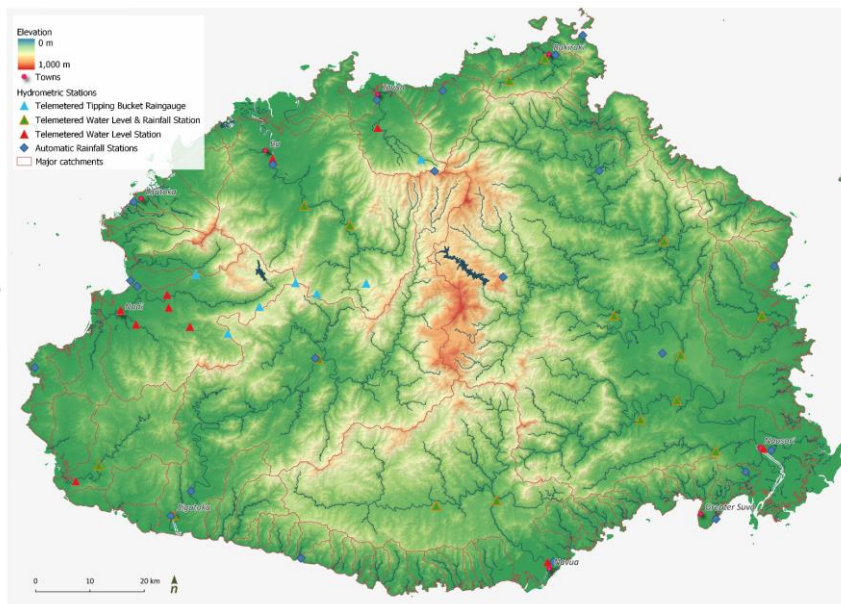 Elevation
0 m
1,000 m
Towns
Hydrometric Stations
Telemetered Tipping Bucket Raingauge
Telemetered Water Level & Rainfall Station
Telemetered Water Level Station
Automatic Rainfall Stations
Major catchments
Rakiraki
Tavua
Ba
Lautoka
Nadi
Nausori
Greater Suva
Sigatoka
Navua
0
10
20 km
n